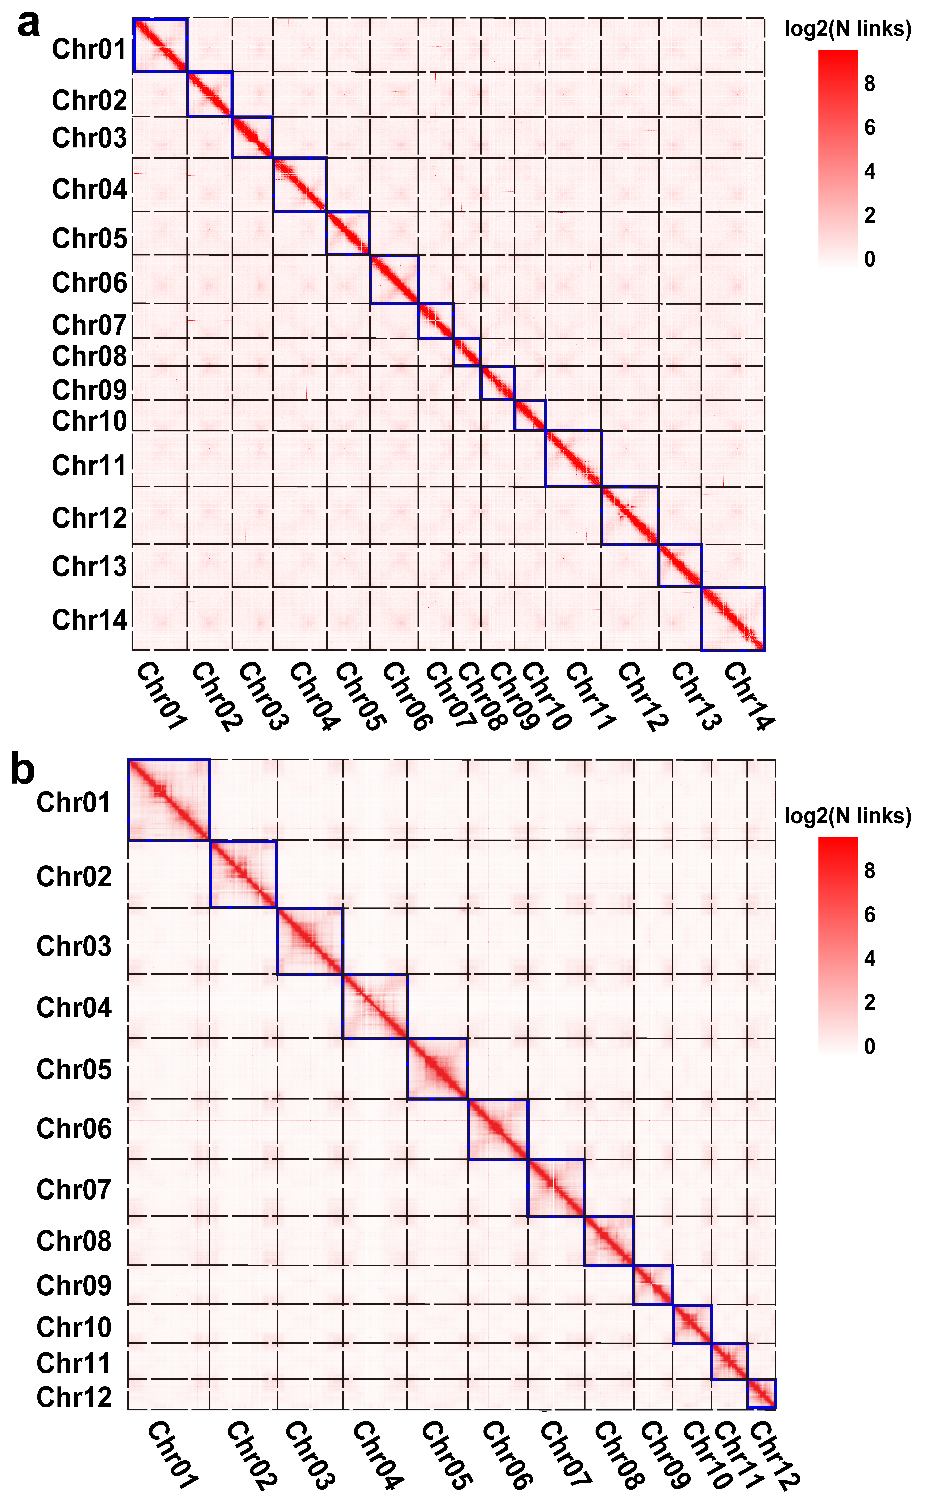 a
log2(N links)
Chr01
Chr02
Chr03
Chr04
Chr05
Chr06
Chr07
Chr08
Chr09
Chr10
Chr11
Chr12
Chr13
Chr14
8
6
4
2
0
Chr01 Chr02 Chr03 Chr04 Chr05 Chr06 Chr07 Chr08 Chr09 Chr10 Chr11 Chr12 Chr13 Chr14
b
log2(N links)
Chr01
Chr02
Chr03
Chr04
Chr05
Chr06
Chr07
Chr08
Chr09
Chr10
Chr11
Chr12
8
6
4
2
0
Chr01 Chr02 Chr03 Chr04 Chr05 Chr06 Chr07 Chr08 Chr09 Chr10 Chr11 Chr12